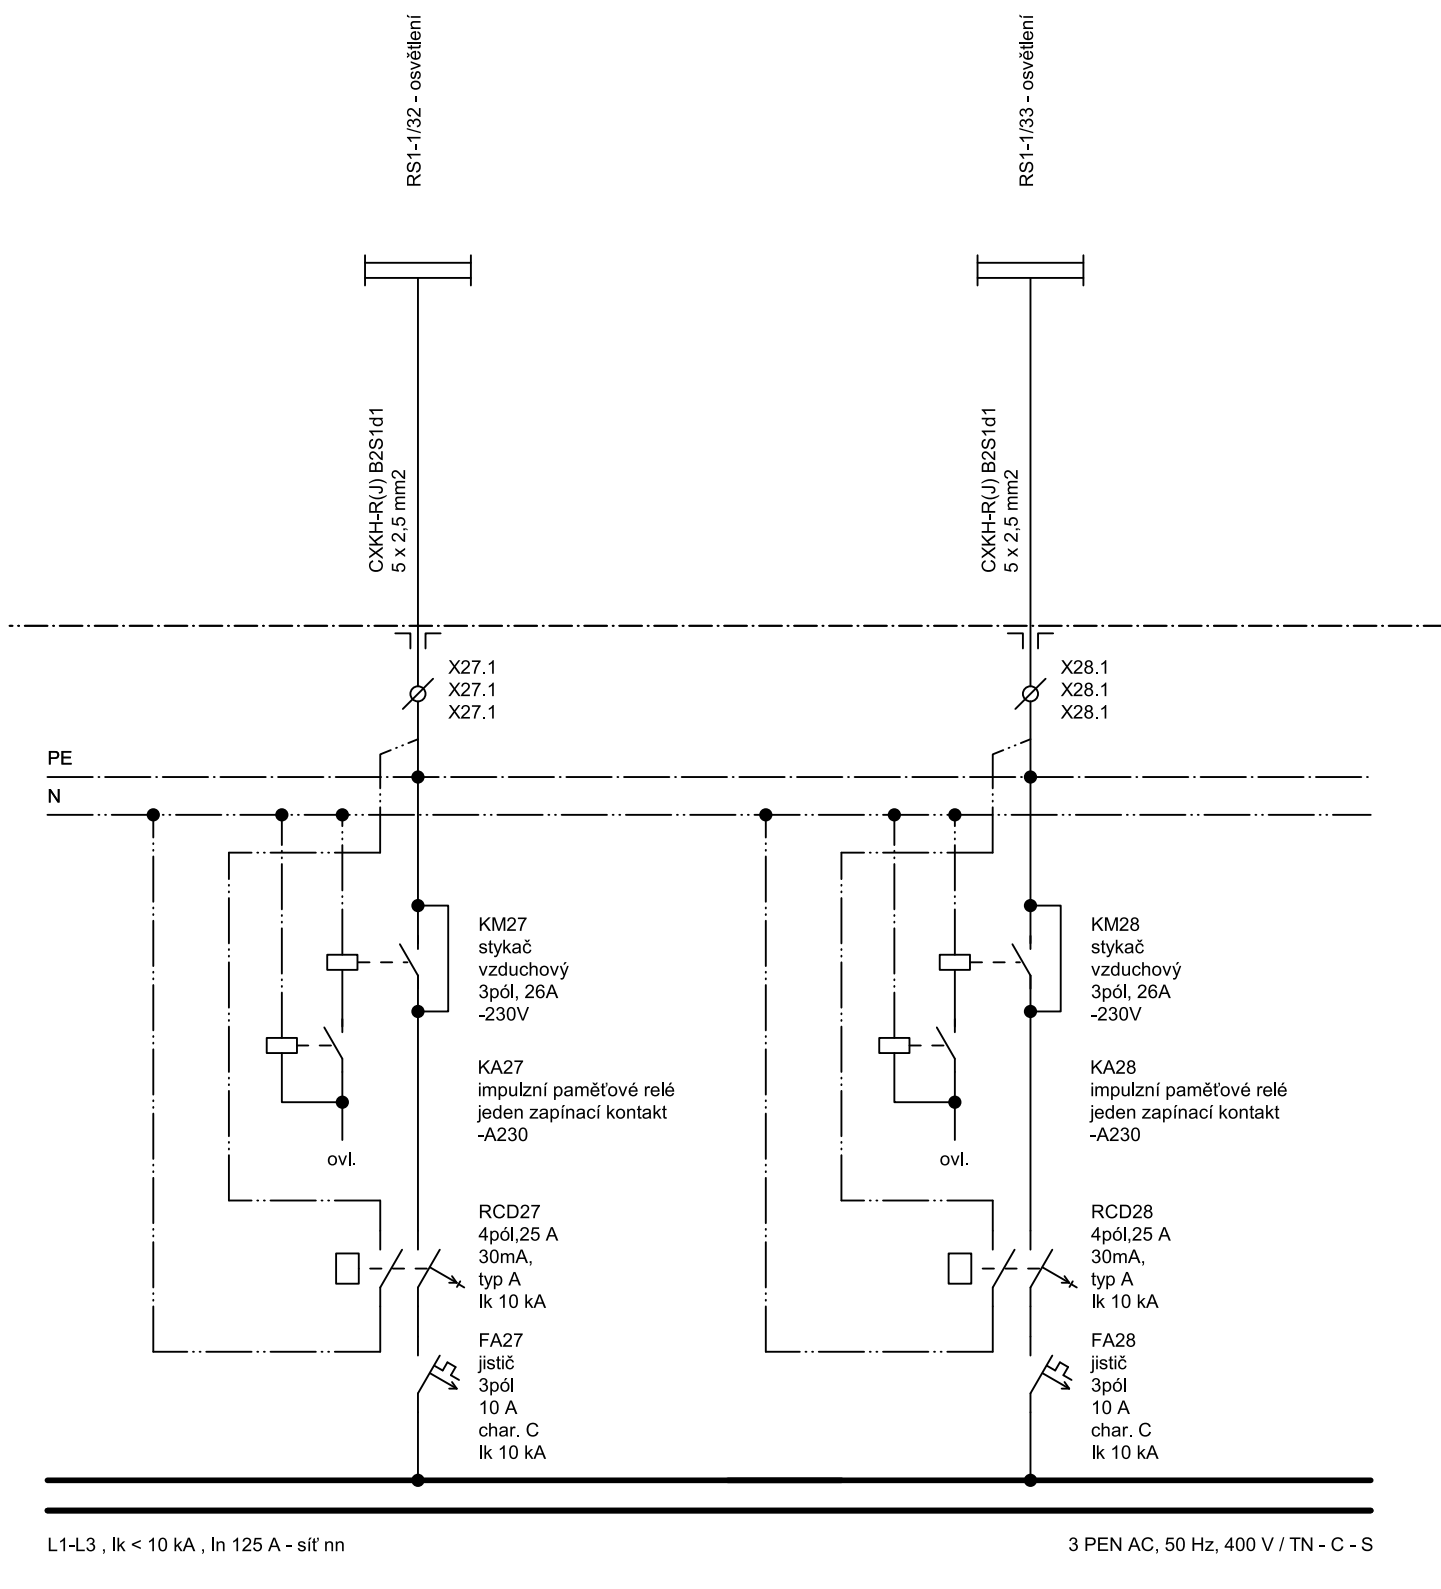 RS1-1/32 - osvětlení
RS1-1/33 - osvětlení
CXKH-R(J) B2S1d1
5 x 2,5 mm2
CXKH-R(J) B2S1d1
5 x 2,5 mm2
X27.1
X27.1
X27.1
X28.1
X28.1
X28.1
PE
N
KM27
stykač
vzduchový
3pól, 26A
-230V
KM28
stykač
vzduchový
3pól, 26A
-230V
KA27
impulzní paměťové relé
jeden zapínací kontakt
-A230
KA28
impulzní paměťové relé
jeden zapínací kontakt
-A230
ovl.
ovl.
RCD27
4pól,25 A
30mA,
typ A
Ik 10 kA
RCD28
4pól,25 A
30mA,
typ A
Ik 10 kA
FA27
jistič
3pól
10 A
char. C
Ik 10 kA
FA28
jistič
3pól
10 A
char. C
Ik 10 kA
L1-L3 , Ik < 10 kA , In 125 A - síť nn
3 PEN AC, 50 Hz, 400 V / TN - C - S